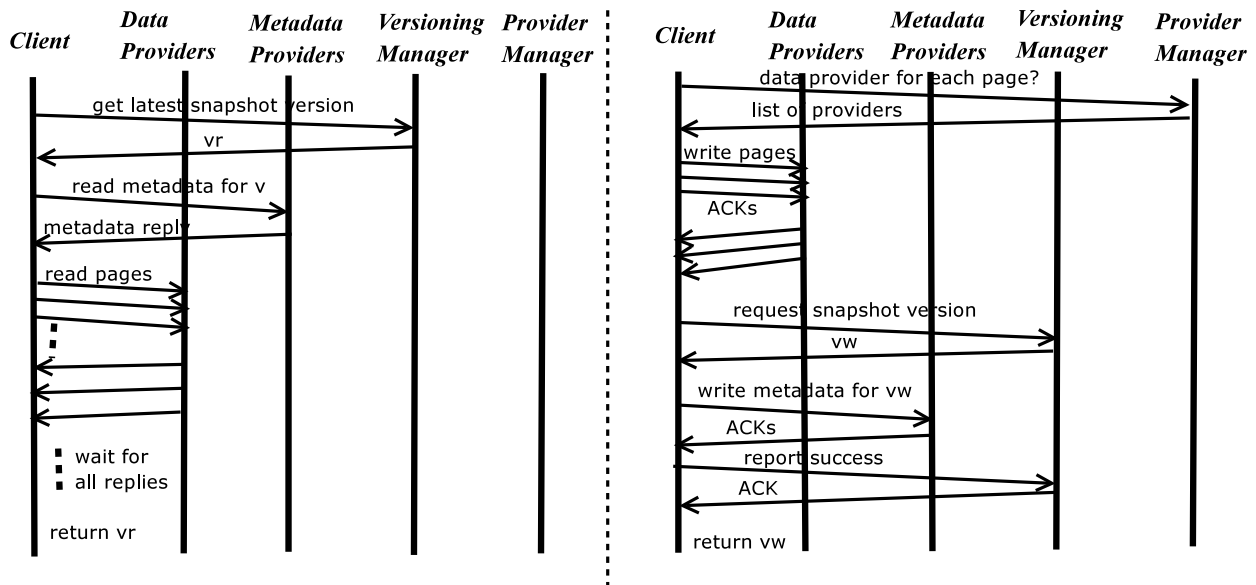 Client
Data
Providers
Metadata
Providers
Versioning
Manager
Provider
Manager
get latest snapshot version
vr
read metadata for v
metadata reply
read pages
wait for
all replies
return vr
Client
Data
Providers
Metadata
Providers
Versioning
Manager
Provider
Manager
data provider for each page?
list of providers
write pages
ACKs
request snapshot version
vw
write metadata for vw
ACKs
report success
ACK
return vw